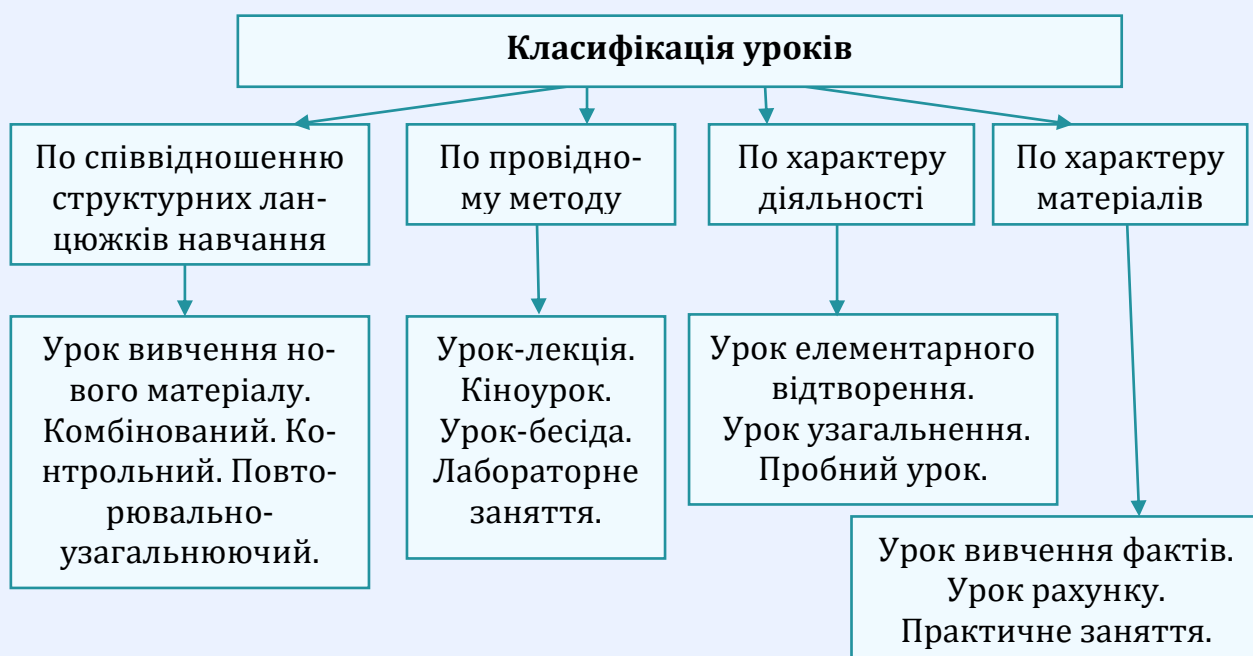 Класифікація уроків
По співвідношенню
структурних лан-
цюжків навчання
По провідно-
му методу
По характеру
діяльності
По характеру
матеріалів
Урок вивчення но-
вого матеріалу.
Комбінований. Ко-
нтрольний. Повто-
рювально-
узагальнюючий.
Урок-лекція.
Кіноурок.
Урок-бесіда.
Лабораторне
заняття.
Урок елементарного
відтворення.
Урок узагальнення.
Пробний урок.
Урок вивчення фактів.
Урок рахунку.
Практичне заняття.